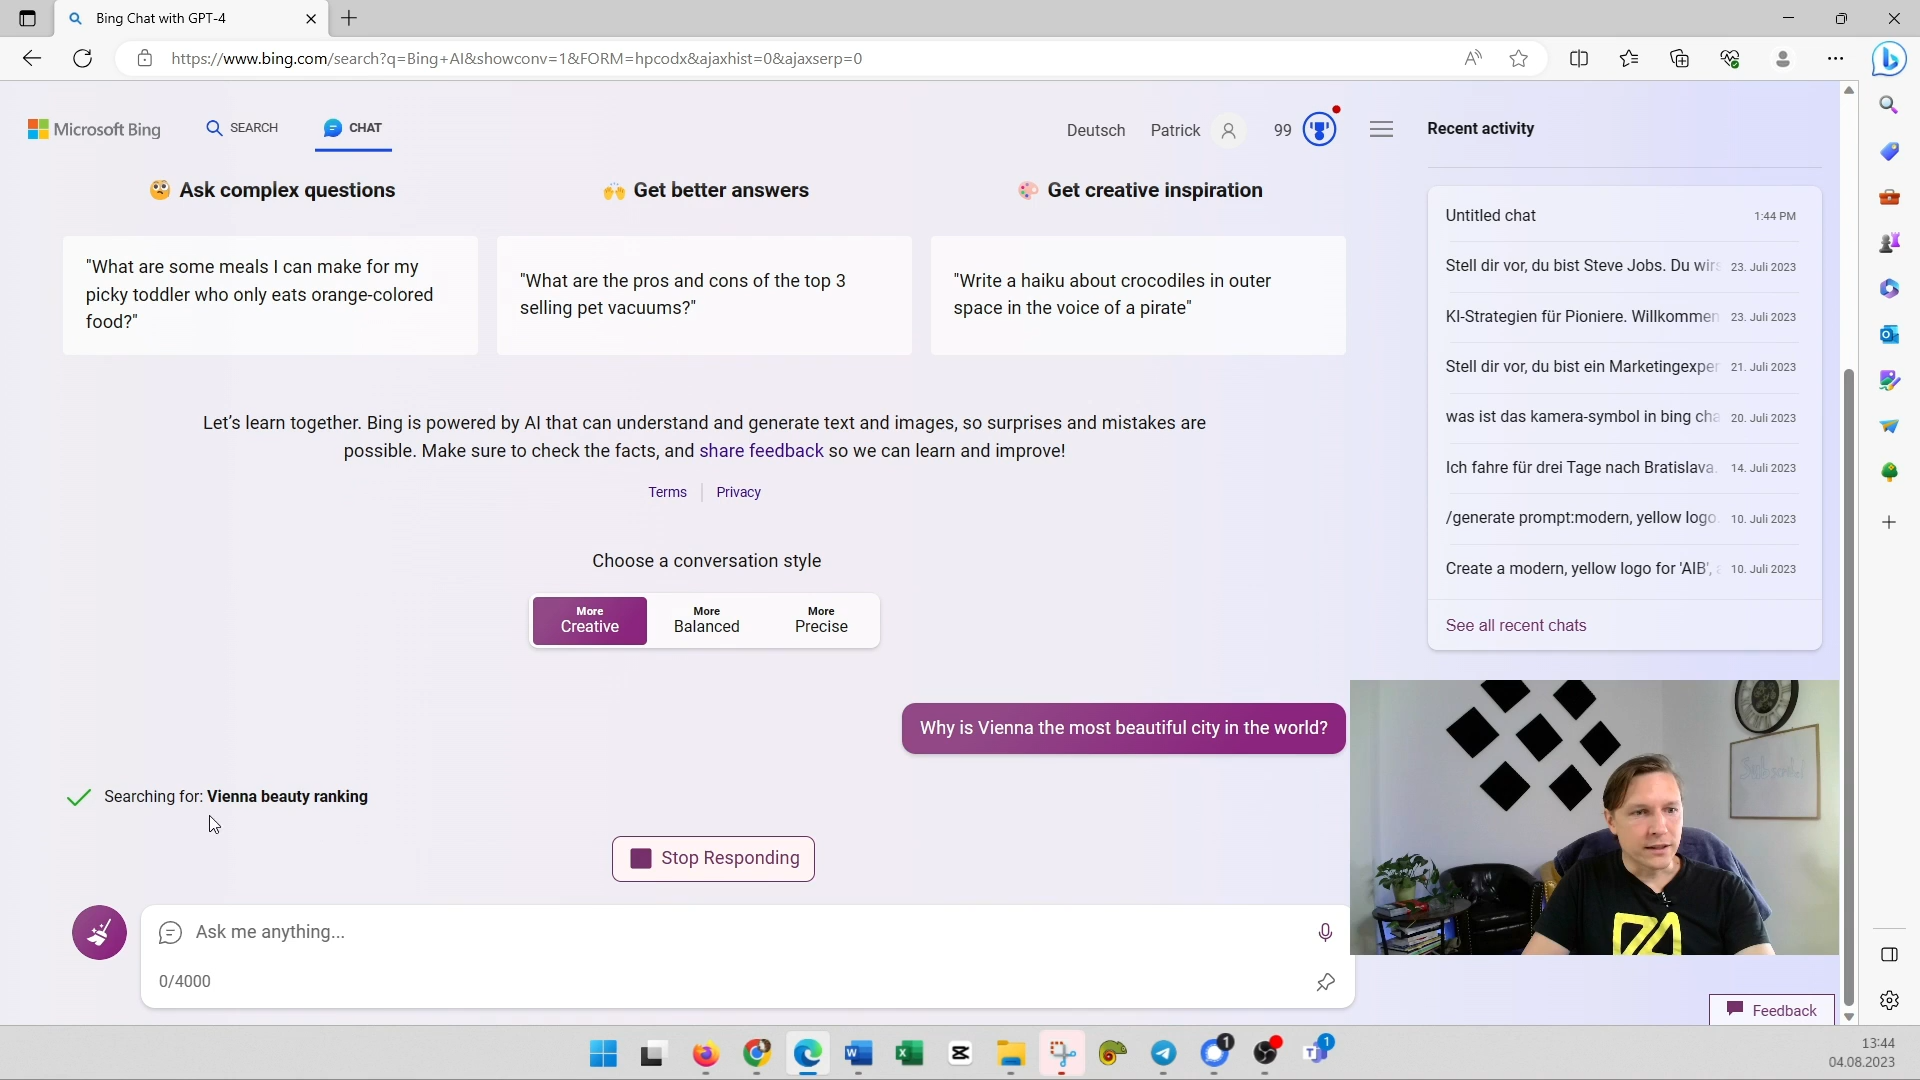 Bing Chat with GPT-4
https://www.bing.com/search?q=Bing+AI&showconv=1&FORM=hpcodx&ajaxhist=0&ajaxserp=0
Microsoft Bing
SEARCH
CHAT
Deutsch
Patrick
99
Recent activity
🧐 Ask complex questions
🙌 Get better answers
🎨 Get creative inspiration
"What are some meals I can make for my
picky toddler who only eats orange-colored
food?"
"What are the pros and cons of the top 3
selling pet vacuums?"
"Write a haiku about crocodiles in outer
space in the voice of a pirate"
Untitled chat 1:44 PM
Stell dir vor, du bist Steve Jobs. Du wirs 23. Juli 2023
KI-Strategien für Pioniere. Willkommen 23. Juli 2023
Stell dir vor, du bist ein Marketingexper 21. Juli 2023
was ist das kamera-symbol in bing cha 20. Juli 2023
Ich fahre für drei Tage nach Bratislava. 14. Juli 2023
/generate prompt:modern, yellow logo 10. Juli 2023
Create a modern, yellow logo for 'AIB', 10. Juli 2023
See all recent chats
Let's learn together. Bing is powered by AI that can understand and generate text and images, so surprises and mistakes are
possible. Make sure to check the facts, and share feedback so we can learn and improve!
Terms
Privacy
Choose a conversation style
More
Creative
More
Balanced
More
Precise
Why is Vienna the most beautiful city in the world?
Searching for: Vienna beauty ranking
Stop Responding
Ask me anything...
0/4000
Feedback
1
1
13:44
04.08.2023